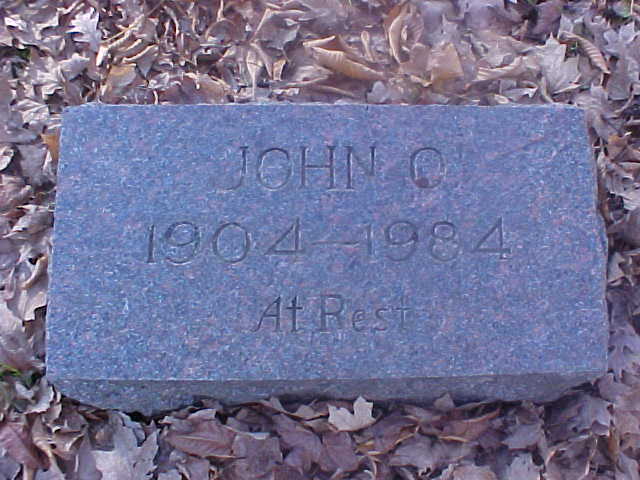 JOHN O
1904-1984
At Rest